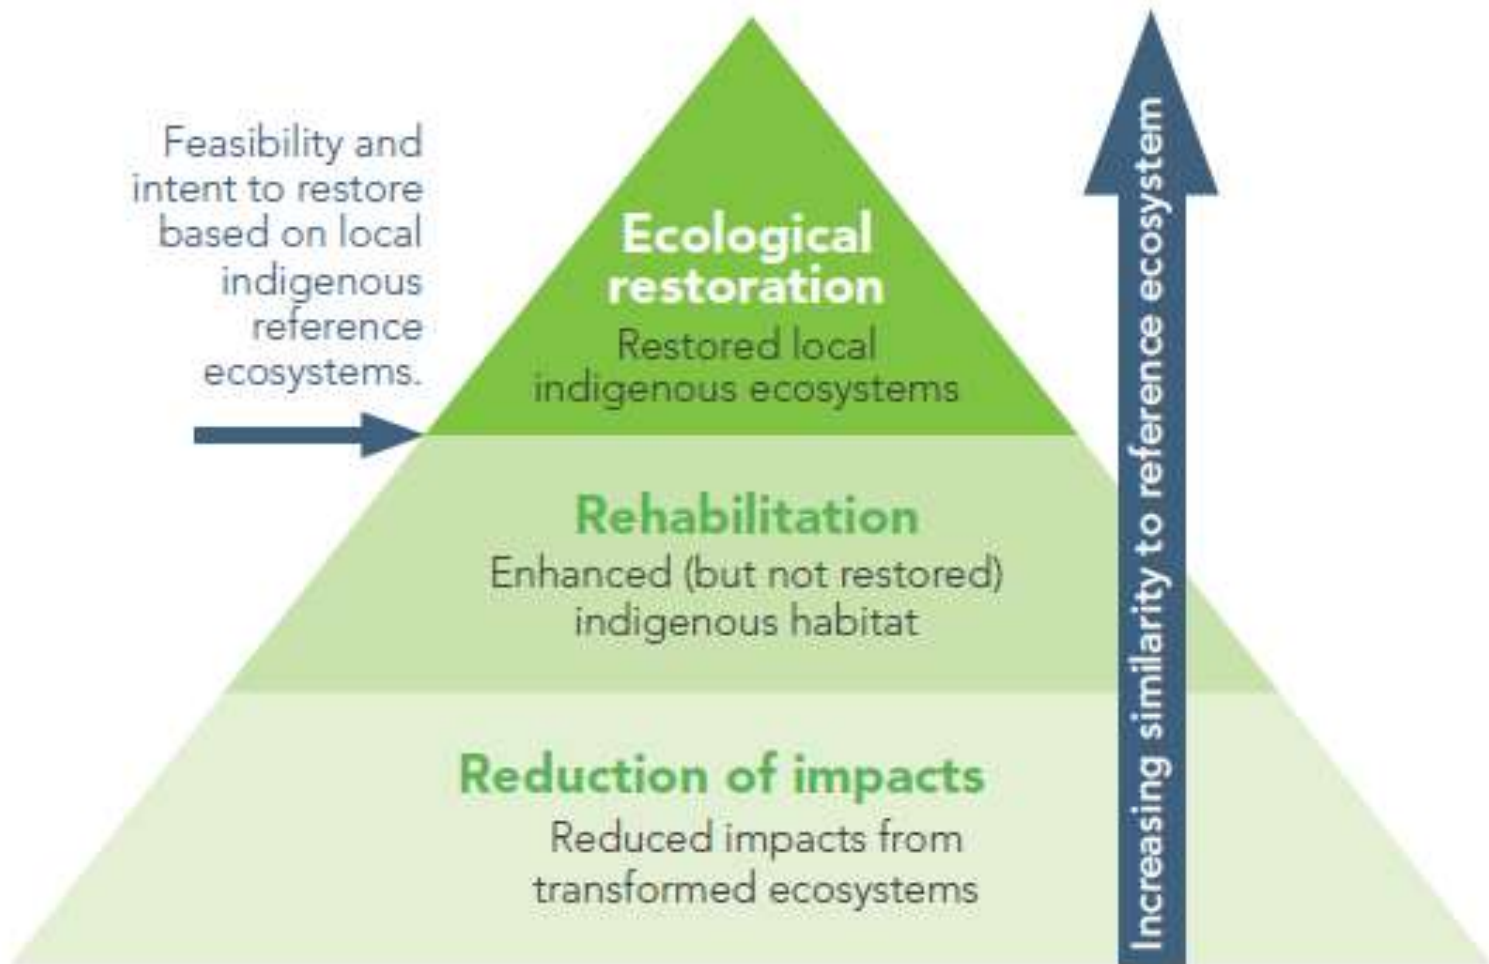 Feasibility and
intent to restore
based on local
indigenous
reference
ecosystems.
Ecological
restoration
Restored local
indigenous ecosystems
Rehabilitation
Enhanced (but not restored)
indigenous habitat
Reduction of impacts
Reduced impacts from
transformed ecosystems
Increasing similarity to reference ecosystem